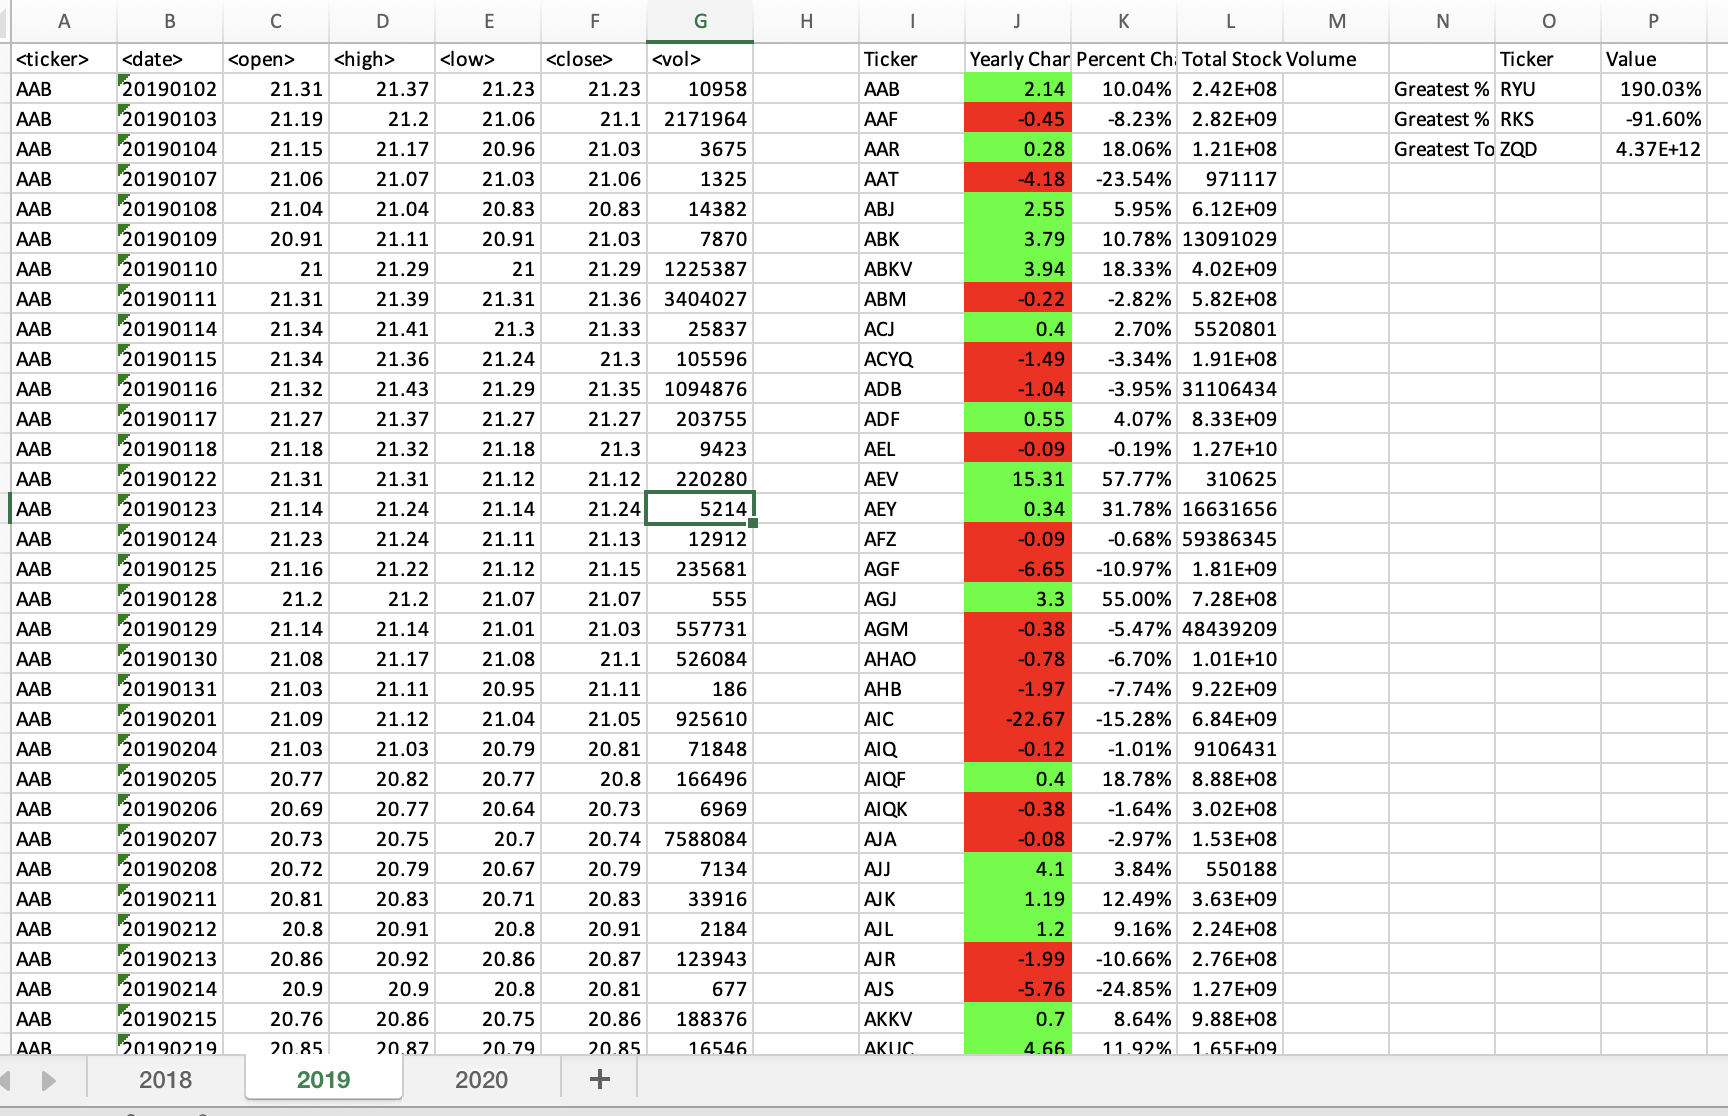 A B C D E F G H I J K L M N O P
<ticker> <date> <open> <high> <low> <close> <vol> Ticker Yearly Char Percent Ch Total Stock Volume Ticker Value
AAB 20190102 21.31 21.37 21.23 21.23 10958 AAB 2.14 10.04% 2.42E+08 Greatest % RYU 190.03%
AAB 20190103 21.19 21.2 21.06 21.1 2171964 AAF -0.45 -8.23% 2.82E+09 Greatest % RKS -91.60%
AAB 20190104 21.15 21.17 20.96 21.03 3675 AAR 0.28 18.06% 1.21E+08 Greatest To ZQD 4.37E+12
AAB 20190107 21.06 21.07 21.03 21.06 1325 AAT -4.18 -23.54% 971117
AAB 20190108 21.04 21.04 20.83 20.83 14382 ABJ 2.55 5.95% 6.12E+09
AAB 20190109 20.91 21.11 20.91 21.03 7870 ABK 3.79 10.78% 13091029
AAB 20190110 21 21.29 21 21.29 1225387 ABKV 3.94 18.33% 4.02E+09
AAB 20190111 21.31 21.39 21.31 21.36 3404027 ABM -0.22 -2.82% 5.82E+08
AAB 20190114 21.34 21.41 21.3 21.33 25837 ACJ 0.4 2.70% 5520801
AAB 20190115 21.34 21.36 21.24 21.3 105596 ACYQ -1.49 -3.34% 1.91E+08
AAB 20190116 21.32 21.43 21.29 21.35 1094876 ADB -1.04 -3.95% 31106434
AAB 20190117 21.27 21.37 21.27 21.27 203755 ADF 0.55 4.07% 8.33E+09
AAB 20190118 21.18 21.32 21.18 21.3 9423 AEL -0.09 -0.19% 1.27E+10
AAB 20190122 21.31 21.31 21.12 21.12 220280 AEV 15.31 57.77% 310625
AAB 20190123 21.14 21.24 21.14 21.24 5214 AEY 0.34 31.78% 16631656
AAB 20190124 21.23 21.24 21.11 21.13 12912 AFZ -0.09 -0.68% 59386345
AAB 20190125 21.16 21.22 21.12 21.15 235681 AGF -6.65 -10.97% 1.81E+09
AAB 20190128 21.2 21.2 21.07 21.07 555 AGJ 3.3 55.00% 7.28E+08
AAB 20190129 21.14 21.14 21.01 21.03 557731 AGM -0.38 -5.47% 48439209
AAB 20190130 21.08 21.17 21.08 21.1 526084 AHAO -0.78 -6.70% 1.01E+10
AAB 20190131 21.03 21.11 20.95 21.11 186 AHB -1.97 -7.74% 9.22E+09
AAB 20190201 21.09 21.12 21.04 21.05 925610 AIC -22.67 -15.28% 6.84E+09
AAB 20190204 21.03 21.03 20.79 20.81 71848 AIQ -0.12 -1.01% 9106431
AAB 20190205 20.77 20.82 20.77 20.8 166496 AIQF 0.4 18.78% 8.88E+08
AAB 20190206 20.69 20.77 20.64 20.73 6969 AIQK -0.38 -1.64% 3.02E+08
AAB 20190207 20.73 20.75 20.7 20.74 7588084 AJA -0.08 -2.97% 1.53E+08
AAB 20190208 20.72 20.79 20.67 20.79 7134 AJJ 4.1 3.84% 550188
AAB 20190211 20.81 20.83 20.71 20.83 33916 AJK 1.19 12.49% 3.63E+09
AAB 20190212 20.8 20.91 20.8 20.91 2184 AJL 1.2 9.16% 2.24E+08
AAB 20190213 20.86 20.92 20.86 20.87 123943 AJR -1.99 -10.66% 2.76E+08
AAB 20190214 20.9 20.9 20.8 20.81 677 AJS -5.76 -24.85% 1.27E+09
AAB 20190215 20.76 20.86 20.75 20.86 188376 AKKV 0.7 8.64% 9.88E+08
AAB 20190219 20.85 20.87 20.79 20.85 16546 AKUC 4.66 11.92% 1.65E+09
2018 2019 2020 +